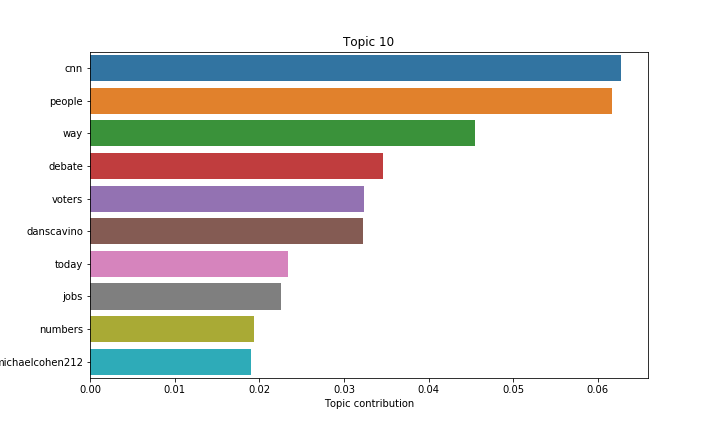 Topic 10
cnn
people
way
debate
voters
danscavino
today
jobs
numbers
michaelcohen212
0.00 0.01 0.02 0.03 0.04 0.05 0.06
Topic contribution